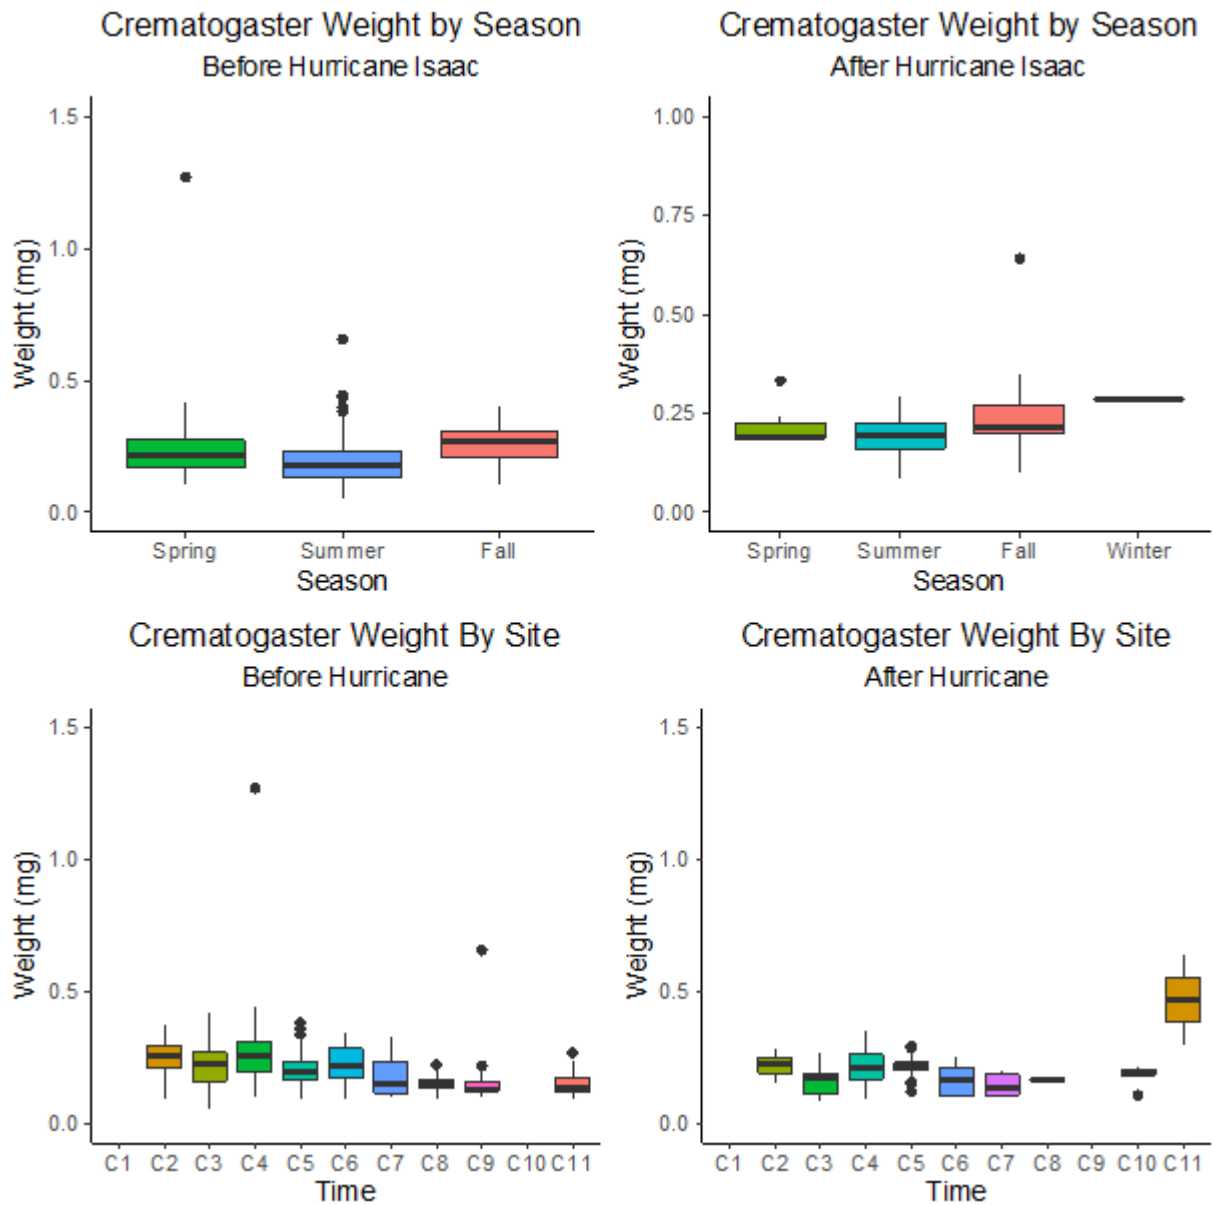 Crematogaster Weight by Season
Before Hurricane Isaac
1.5
1.0
0.5
0.0
Weight (mg)
Spring Summer Fall
Season
Crematogaster Weight by Season
After Hurricane Isaac
1.00
0.75
0.50
0.25
0.00
Weight (mg)
Spring Summer Fall Winter
Season
Crematogaster Weight By Site
Before Hurricane
1.5
1.0
0.5
0.0
Weight (mg)
C1 C2 C3 C4 C5 C6 C7 C8 C9 C10 C11
Time
Crematogaster Weight By Site
After Hurricane
1.5
1.0
0.5
0.0
Weight (mg)
C1 C2 C3 C4 C5 C6 C7 C8 C9 C10 C11
Time